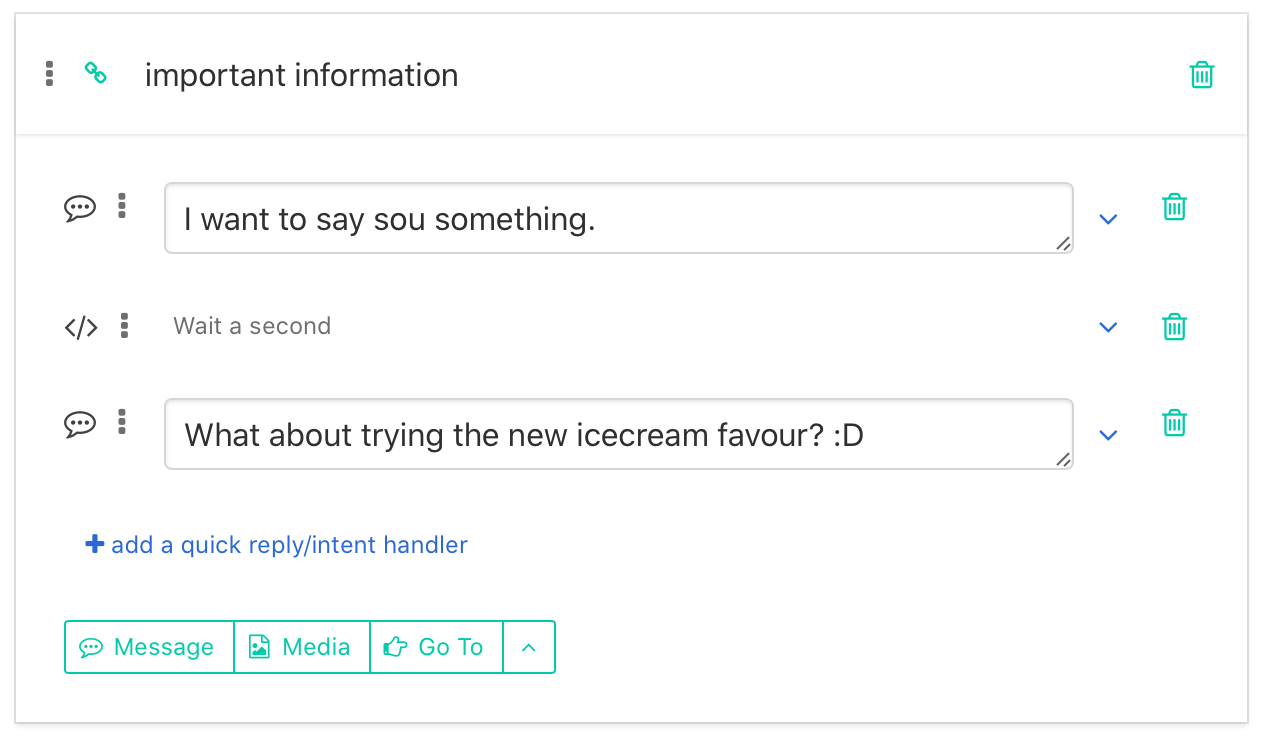 important information
I want to say sou something.
Wait a second
What about trying the new icecream favour? :D
add a quick reply/intent handler
Message Media Go To